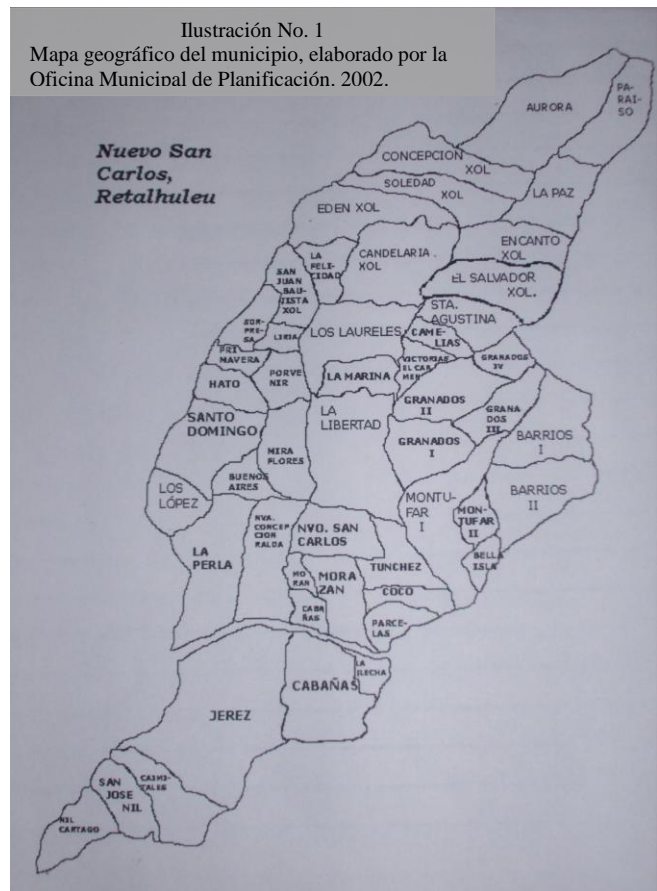 Ilustración No. 1
Mapa geográfico del municipio, elaborado por la
Oficina Municipal de Planificación. 2002.
Nuevo San
Carlos,
Retalhuleu
AURORA
PA-
RAI-
SO
CONCEPCION
XOL
SOLEDAD
XOL
LA PAZ
EDEN XOL
ENCANTO
XOL
LA
FELI-
CIDAD
CANDELARIA
XOL
EL SALVADOR
XOL.
SAN
JUAN
BAU-
TISTA
XOL
STA.
AGUSTINA
SOR-
PRE-
SA
LIRIA
LOS LAURELES
CAME-
LIAS
PRI
MAVERA
VICTORIAS
EL CAR
MEN
GRANADOS
IV
HATO
PORVE
NIR
LA MARINA
GRANADOS
II
GRANA
DOS
III
SANTO
DOMINGO
LA
LIBERTAD
GRANADOS
I
BARRIOS
I
MIRA
FLORES
BUENOS
AIRES
LOS
LÓPEZ
MONTU-
FAR
I
MON-
TUFAR
II
BARRIOS
II
NVA.
CONCEP
CION
RALDA
NVO. SAN
CARLOS
BELLA
ISLA
LA
PERLA
TUNCHEZ
MO
RAN
MORA
ZAN
COCO
CABA
ÑAS
PARCE-
LAS
LA
CABAÑAS
JEREZ
SAN
JOSE
NIL
CAIMI-
TALES
NIL
CARTAGO